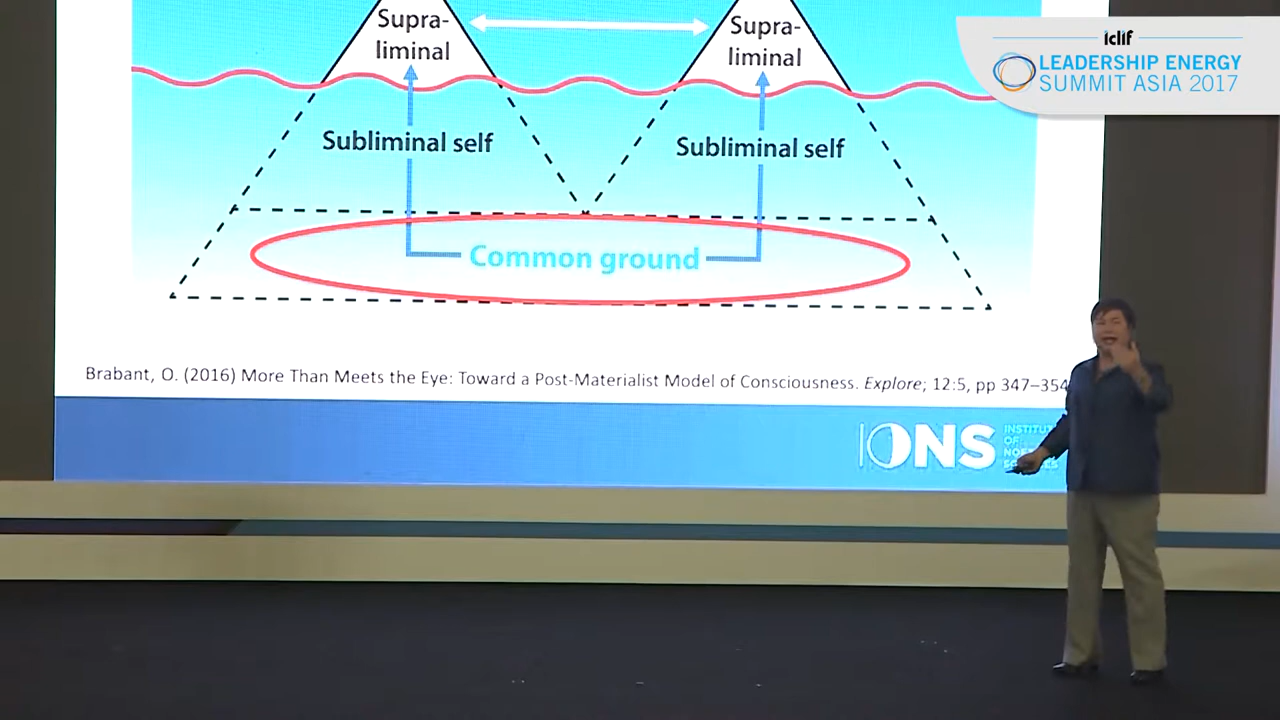 Supra-
liminal
Supra-
liminal
iclif
LEADERSHIP ENERGY
SUMMIT ASIA 2017
Subliminal self
Subliminal self
Common ground
Brabant, O. (2016) More Than Meets the Eye: Toward a Post-Materialist Model of Consciousness. Explore; 12:5, pp 347–354
IONS
OF